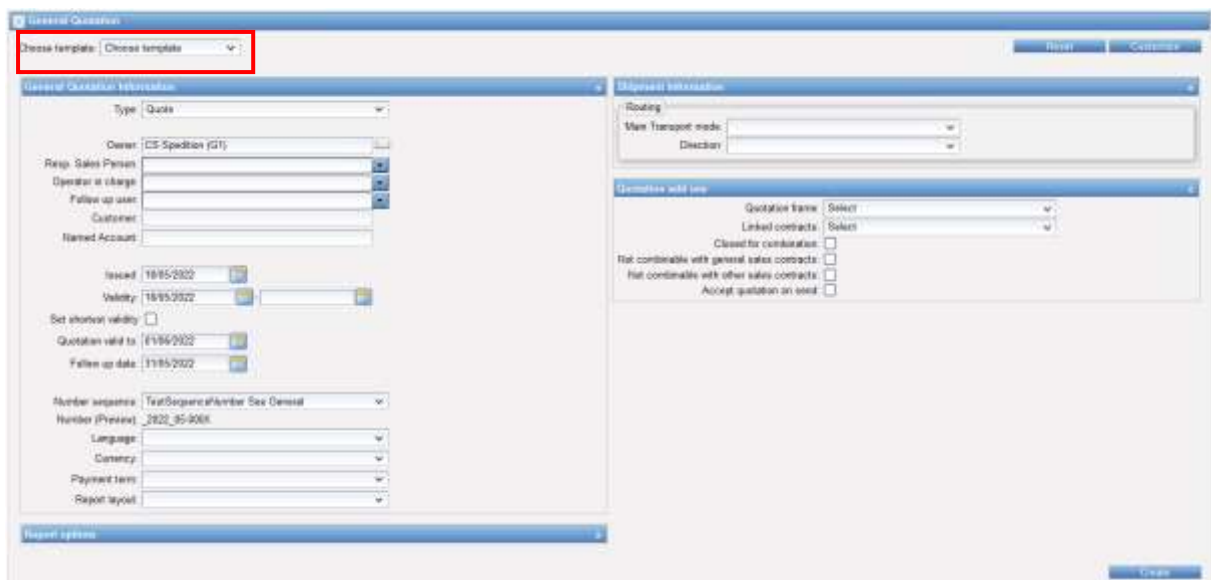 General Quotation
Choose template: Choose template
Reset Customize
General Quotation Information
Type: Quote
Owner: CS Spedition (G1)
Resp. Sales Person:
Operator in charge:
Follow up user:
Customer:
Named Account:
Issued: 18/05/2022
Validity: 18/05/2022
Set shortest validity:
Quotation valid to: 01/06/2022
Follow up date: 31/05/2022
Number sequence: TestSequenceNumber Sea General
Number (Preview): _2022_05-000X
Language:
Currency:
Payment term:
Report layout:
Report options
Shipment Information
Routing
Main Transport mode:
Direction:
Quotation add ons
Quotation frame: Select
Linked contracts: Select
Closed for combination:
Not combinable with general sales contracts:
Not combinable with other sales contracts:
Accept quotation on send:
Create